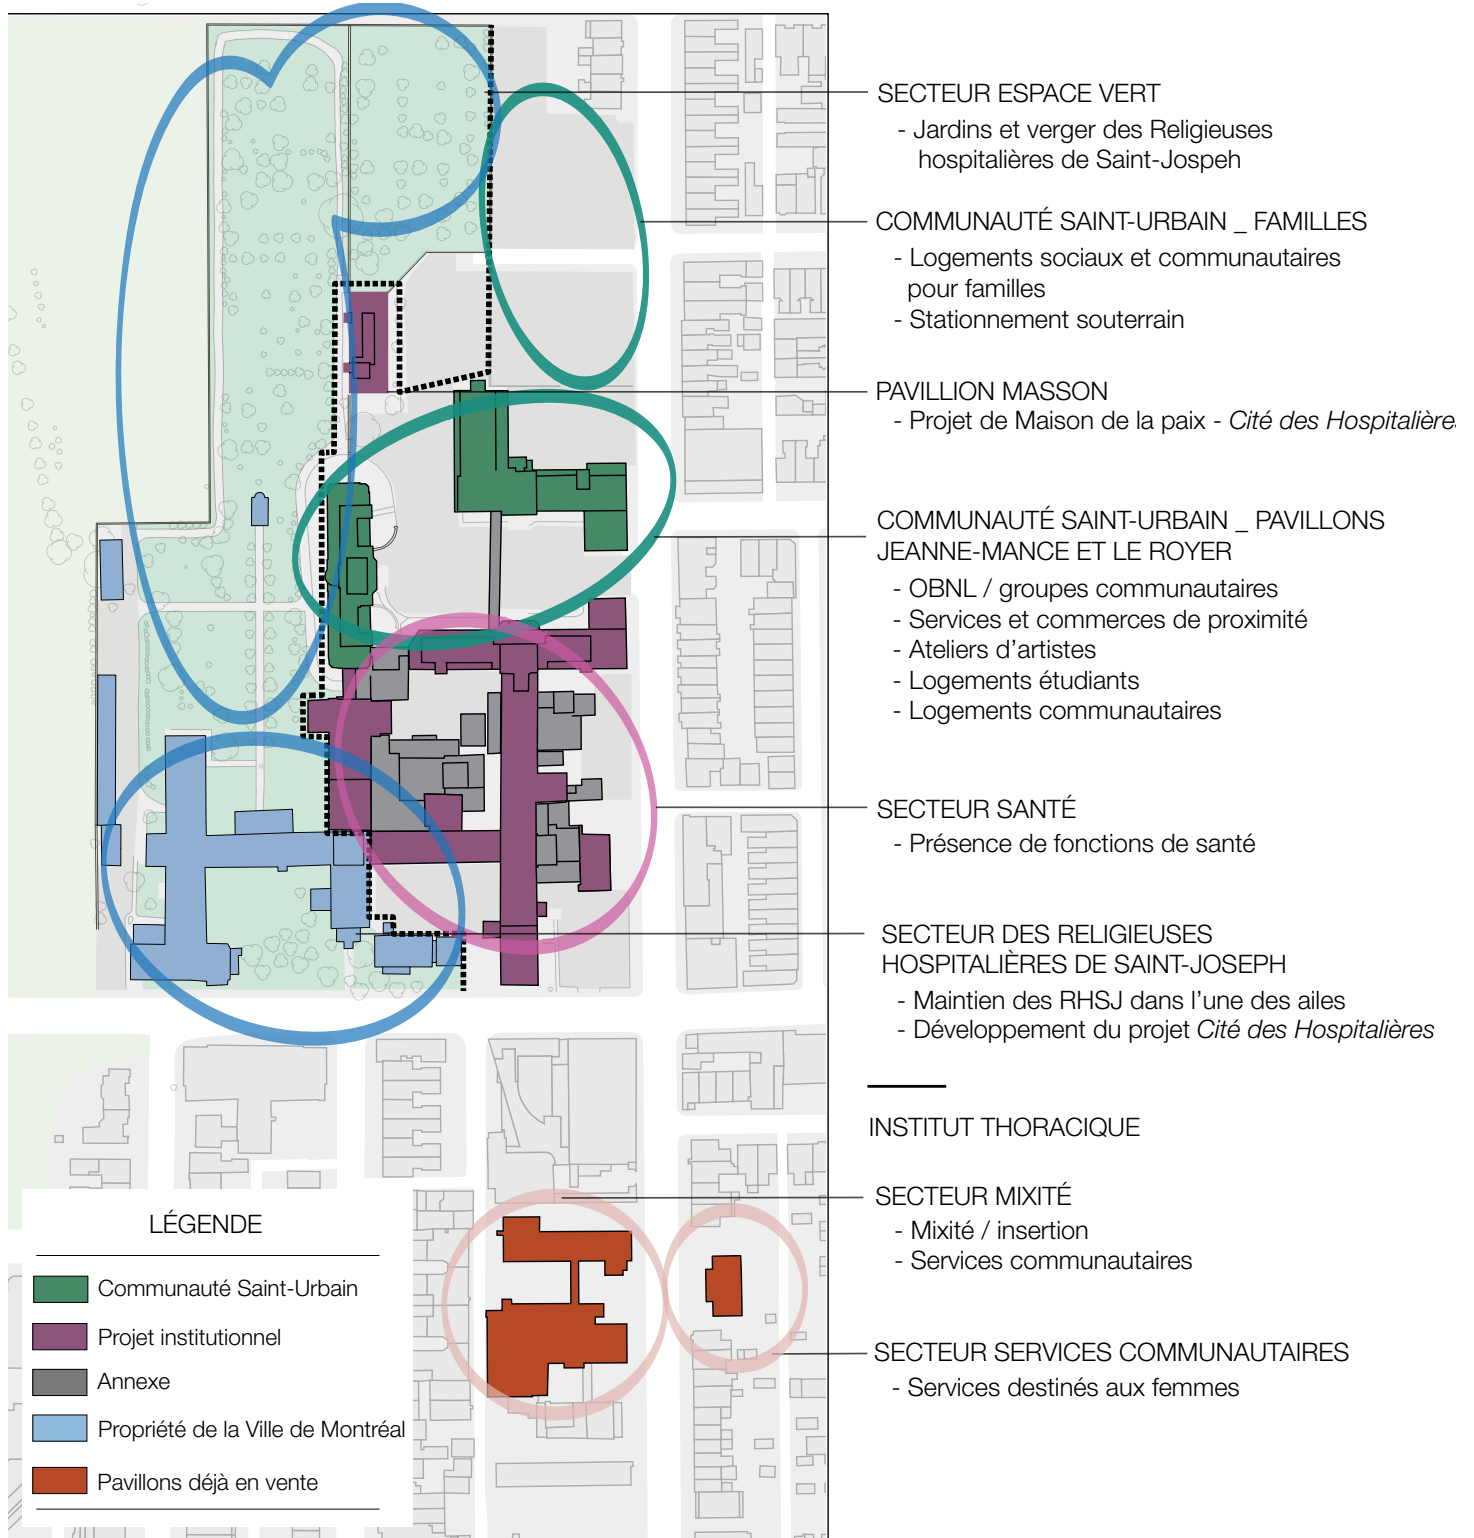 SECTEUR ESPACE VERT
- Jardins et verger des Religieuses
hospitalières de Saint-Jospeh
COMMUNAUTÉ SAINT-URBAIN _ FAMILLES
- Logements sociaux et communautaires
pour familles
- Stationnement souterrain
PAVILLION MASSON
- Projet de Maison de la paix - Cité des Hospitalière
COMMUNAUTÉ SAINT-URBAIN _ PAVILLONS
JEANNE-MANCE ET LE ROYER
- OBNL / groupes communautaires
- Services et commerces de proximité
- Ateliers d'artistes
- Logements étudiants
- Logements communautaires
SECTEUR SANTÉ
- Présence de fonctions de santé
SECTEUR DES RELIGIEUSES
HOSPITALIÈRES DE SAINT-JOSEPH
- Maintien des RHSJ dans l'une des ailes
- Développement du projet Cité des Hospitalières
INSTITUT THORACIQUE
SECTEUR MIXITÉ
- Mixité / insertion
- Services communautaires
SECTEUR SERVICES COMMUNAUTAIRES
- Services destinés aux femmes
LÉGENDE
Communauté Saint-Urbain
Projet institutionnel
Annexe
Propriété de la Ville de Montréal
Pavillons déjà en vente